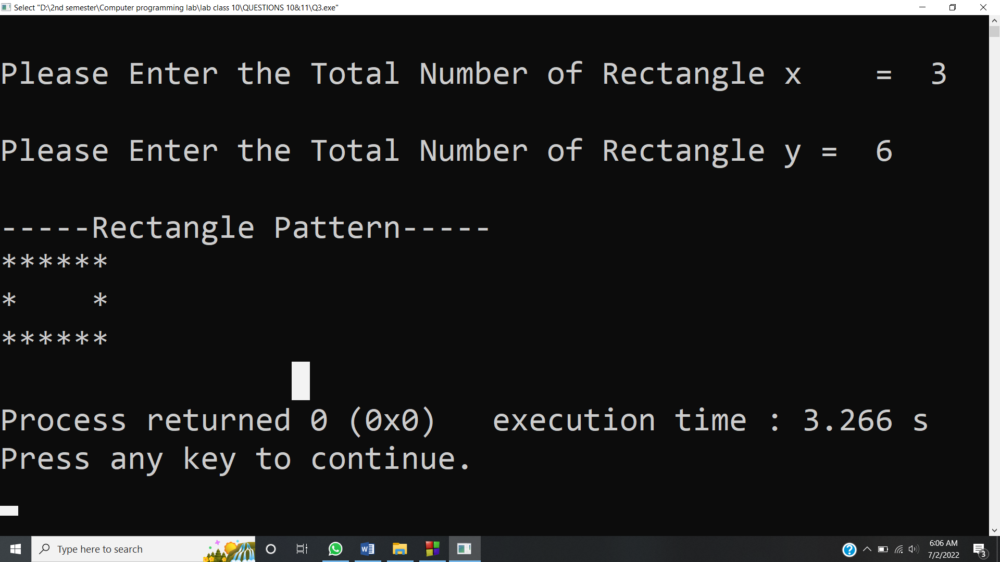 Select "D:\2nd semester\Computer programming lab\lab class 10\QUESTIONS 10&11\Q3.exe"
Please Enter the Total Number of Rectangle x    =  3
Please Enter the Total Number of Rectangle y =  6
-----Rectangle Pattern-----
******
*    *
******
Process returned 0 (0x0)   execution time : 3.266 s
Press any key to continue.
Type here to search
6:06 AM
7/2/2022
3